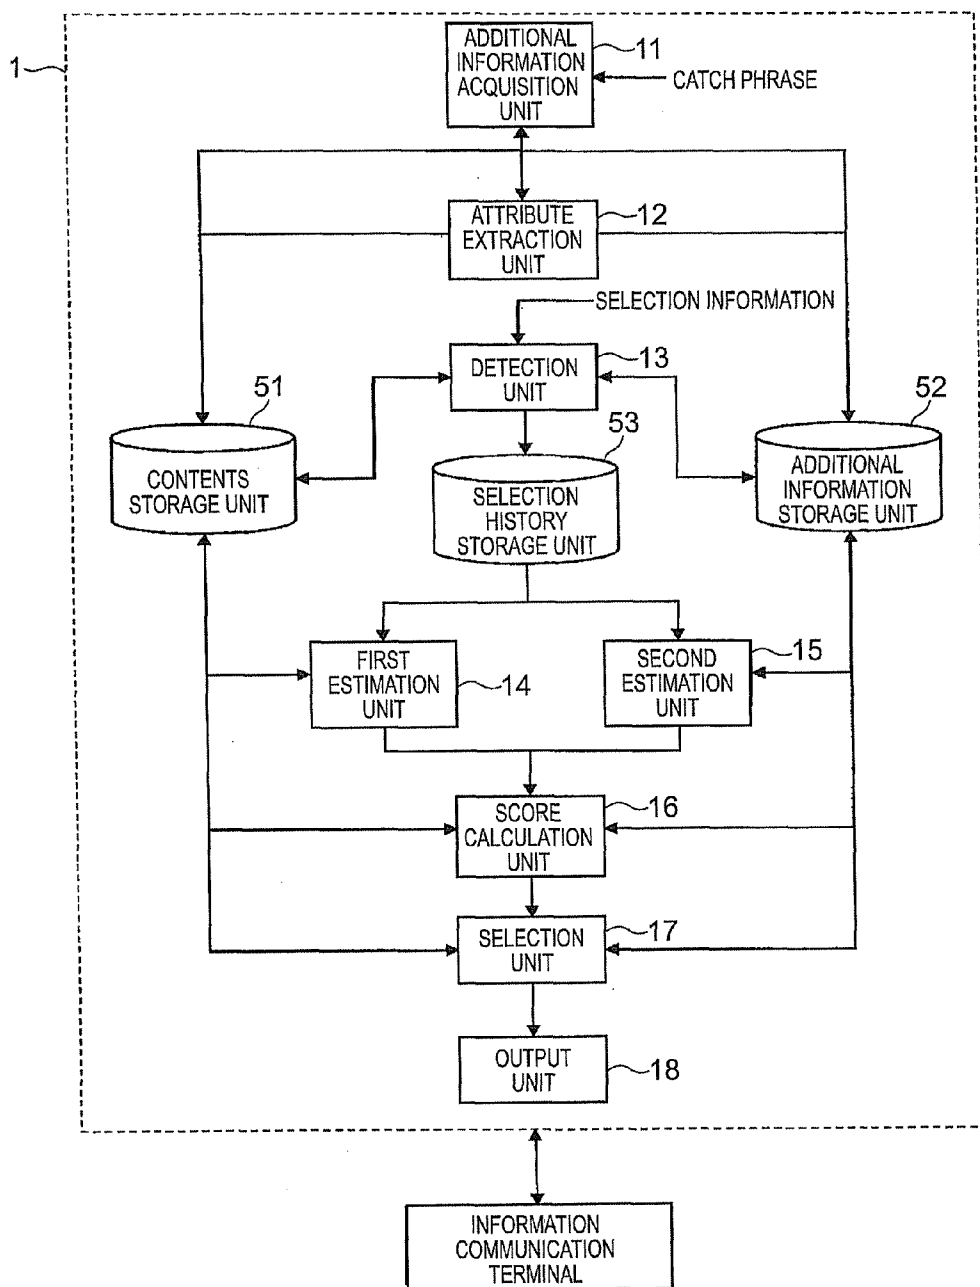 1
ADDITIONAL
INFORMATION
ACQUISITION
UNIT
11
CATCH PHRASE
ATTRIBUTE
EXTRACTION
UNIT
12
SELECTION INFORMATION
DETECTION
UNIT
13
51
CONTENTS
STORAGE UNIT
53
SELECTION
HISTORY
STORAGE UNIT
52
ADDITIONAL
INFORMATION
STORAGE UNIT
FIRST
ESTIMATION
UNIT
14
SECOND
ESTIMATION
UNIT
15
SCORE
CALCULATION
UNIT
16
SELECTION
UNIT
17
OUTPUT
UNIT
18
INFORMATION
COMMUNICATION
TERMINAL